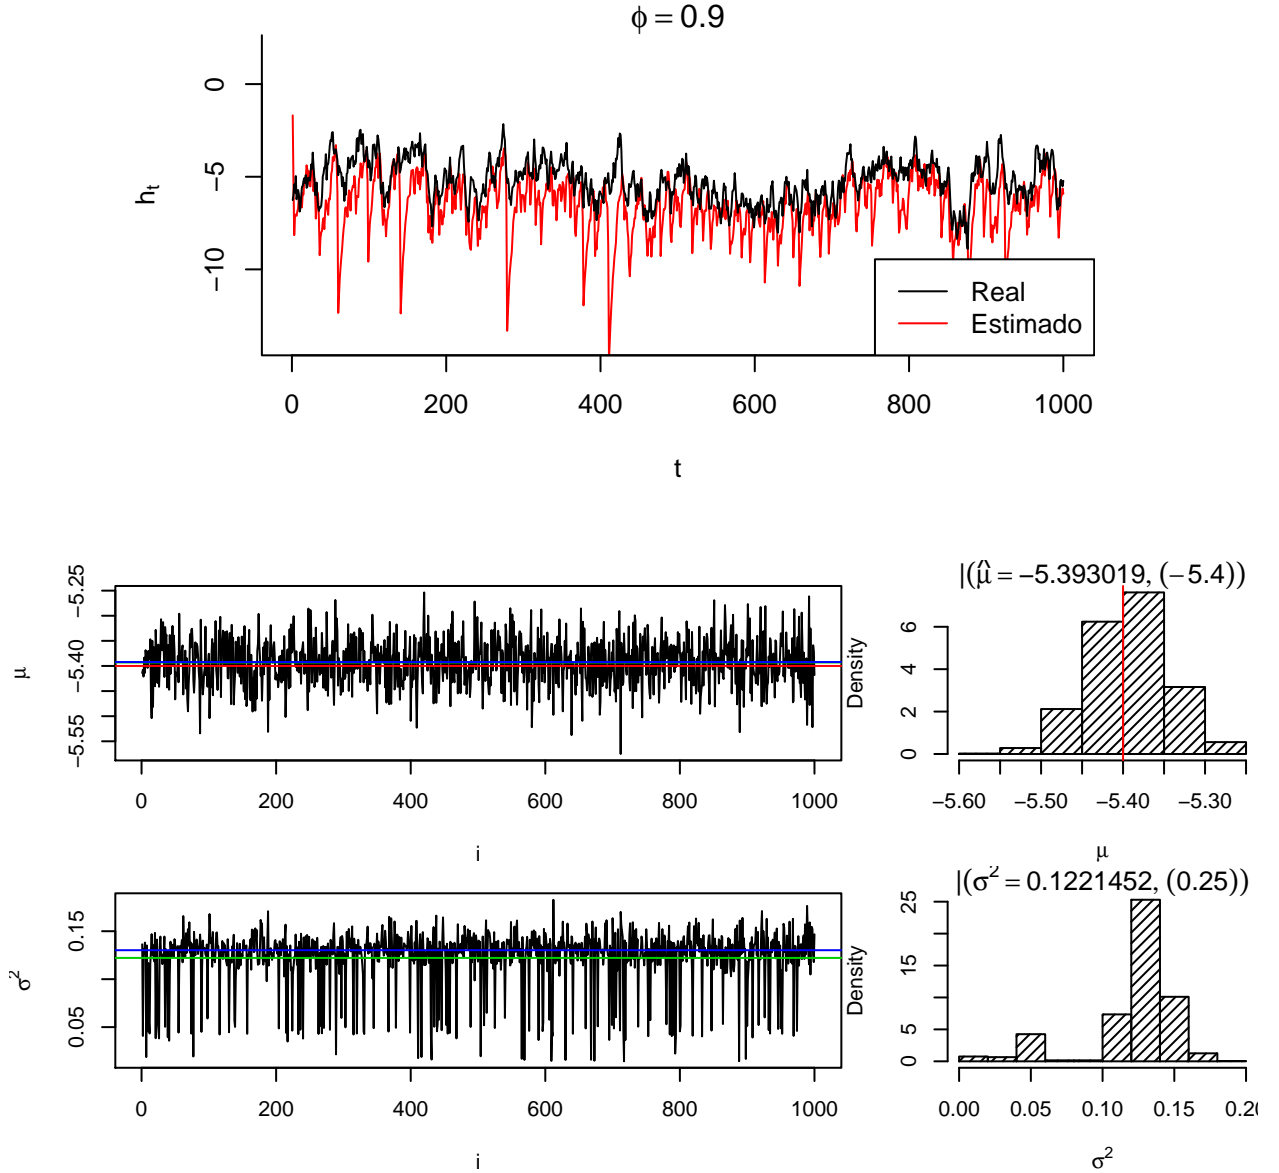 ϕ = 0.9
h_t
0
−5
−10
Real
Estimado
0 200 400 600 800 1000
t
μ
−5.25
−5.40
−5.55
0 200 400 600 800 1000
i
|(μ̂ = −5.393019, (−5.4))
Density
6
4
2
0
−5.60 −5.50 −5.40 −5.30
μ
σ²
0.15
0.05
0 200 400 600 800 1000
i
|(σ² = 0.1221452, (0.25))
Density
25
15
5
0
0.00 0.05 0.10 0.15 0.20
σ²